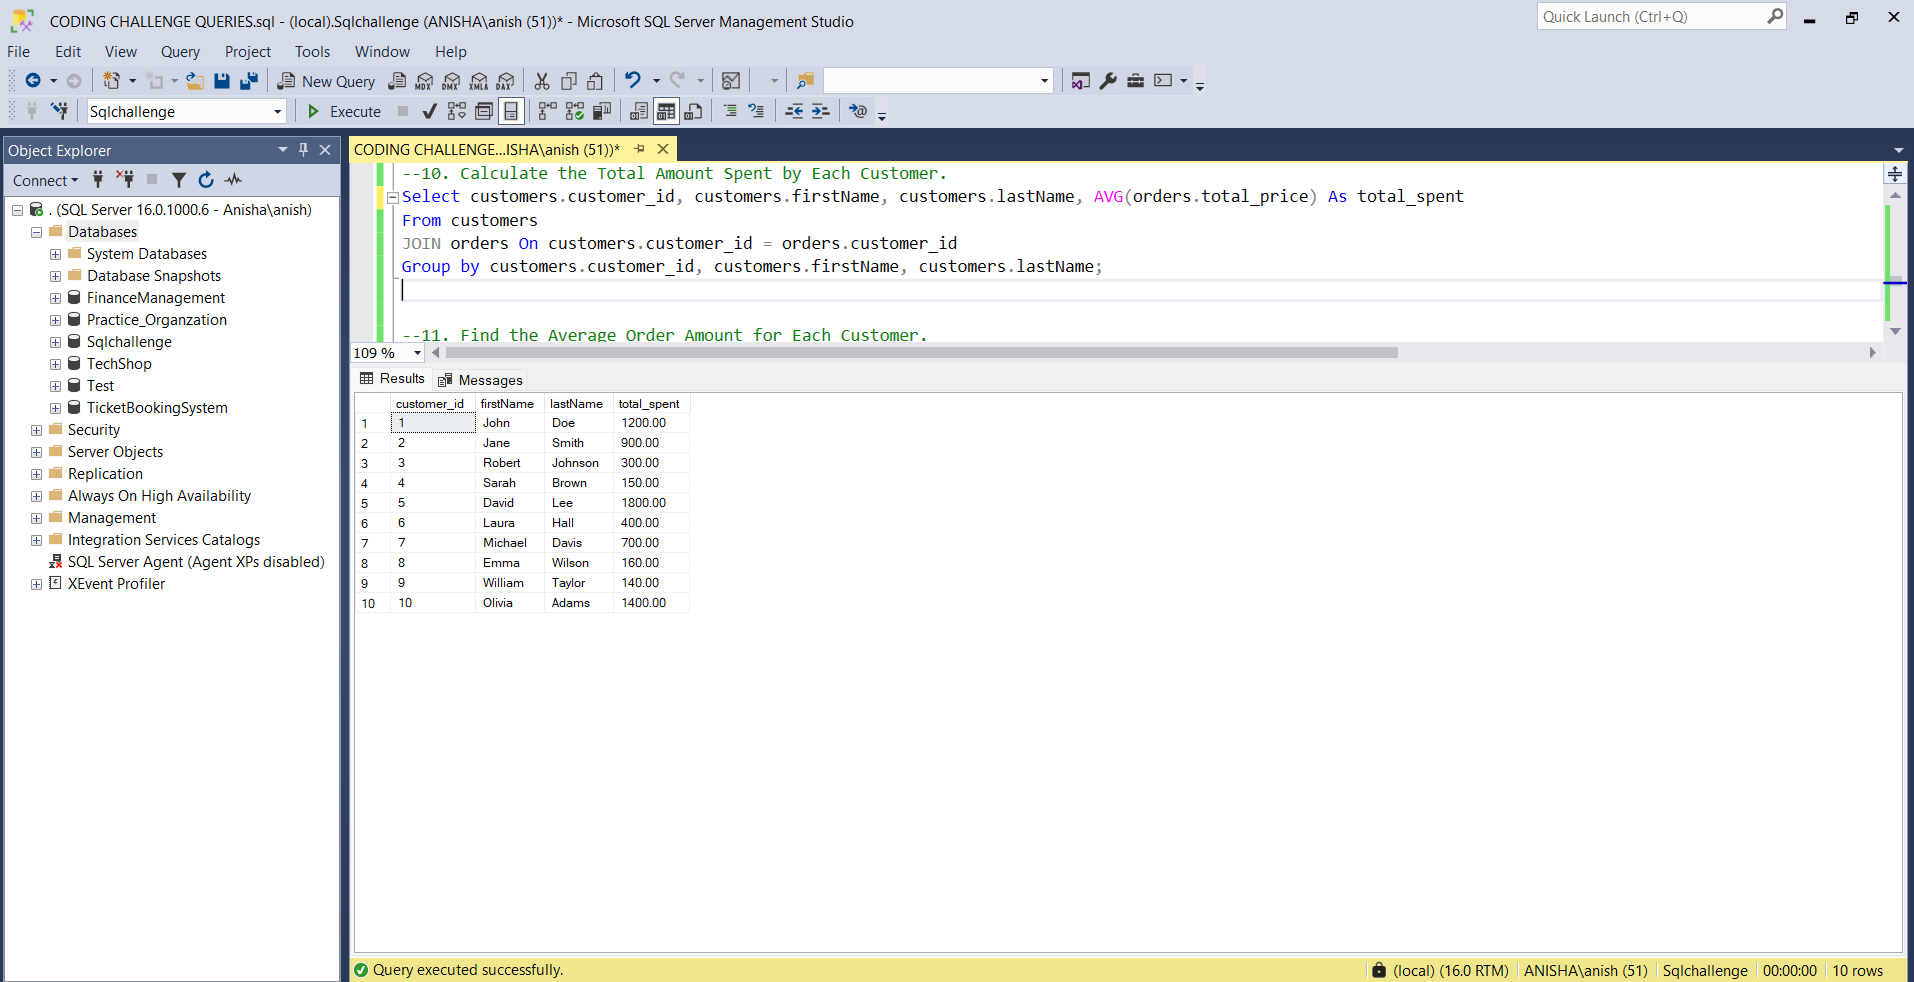 CODING CHALLENGE QUERIES.sql - (local).Sqlchallenge (ANISHA\anish (51))* - Microsoft SQL Server Management Studio
Quick Launch (Ctrl+Q)
File Edit View Query Project Tools Window Help
New Query MDX DMX XMLA DAX
Sqlchallenge Execute
Object Explorer
Connect
. (SQL Server 16.0.1000.6 - Anisha\anish)
Databases
System Databases
Database Snapshots
FinanceManagement
Practice_Organzation
Sqlchallenge
TechShop
Test
TicketBookingSystem
Security
Server Objects
Replication
Always On High Availability
Management
Integration Services Catalogs
SQL Server Agent (Agent XPs disabled)
XEvent Profiler
CODING CHALLENGE...ISHA\anish (51))*
--10. Calculate the Total Amount Spent by Each Customer.
Select customers.customer_id, customers.firstName, customers.lastName, AVG(orders.total_price) As total_spent
From customers
JOIN orders On customers.customer_id = orders.customer_id
Group by customers.customer_id, customers.firstName, customers.lastName;
--11. Find the Average Order Amount for Each Customer.
109 %
Results Messages
customer_id firstName lastName total_spent
1 1 John Doe 1200.00
2 2 Jane Smith 900.00
3 3 Robert Johnson 300.00
4 4 Sarah Brown 150.00
5 5 David Lee 1800.00
6 6 Laura Hall 400.00
7 7 Michael Davis 700.00
8 8 Emma Wilson 160.00
9 9 William Taylor 140.00
10 10 Olivia Adams 1400.00
Query executed successfully. (local) (16.0 RTM) ANISHA\anish (51) Sqlchallenge 00:00:00 10 rows